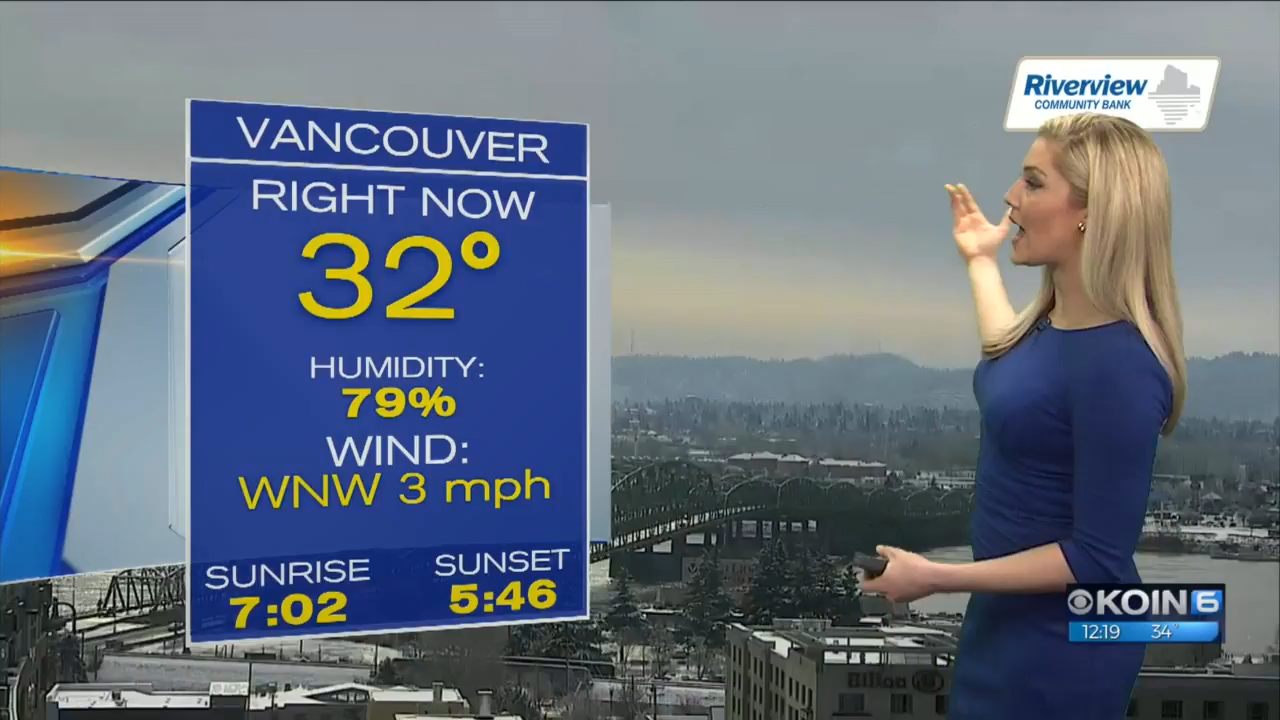 VANCOUVER
RIGHT NOW
32°
HUMIDITY:
79%
WIND:
WNW 3 mph
SUNRISE
7:02
SUNSET
5:46
Riverview
COMMUNITY BANK
KOIN 6
12:19 34°
Hilton